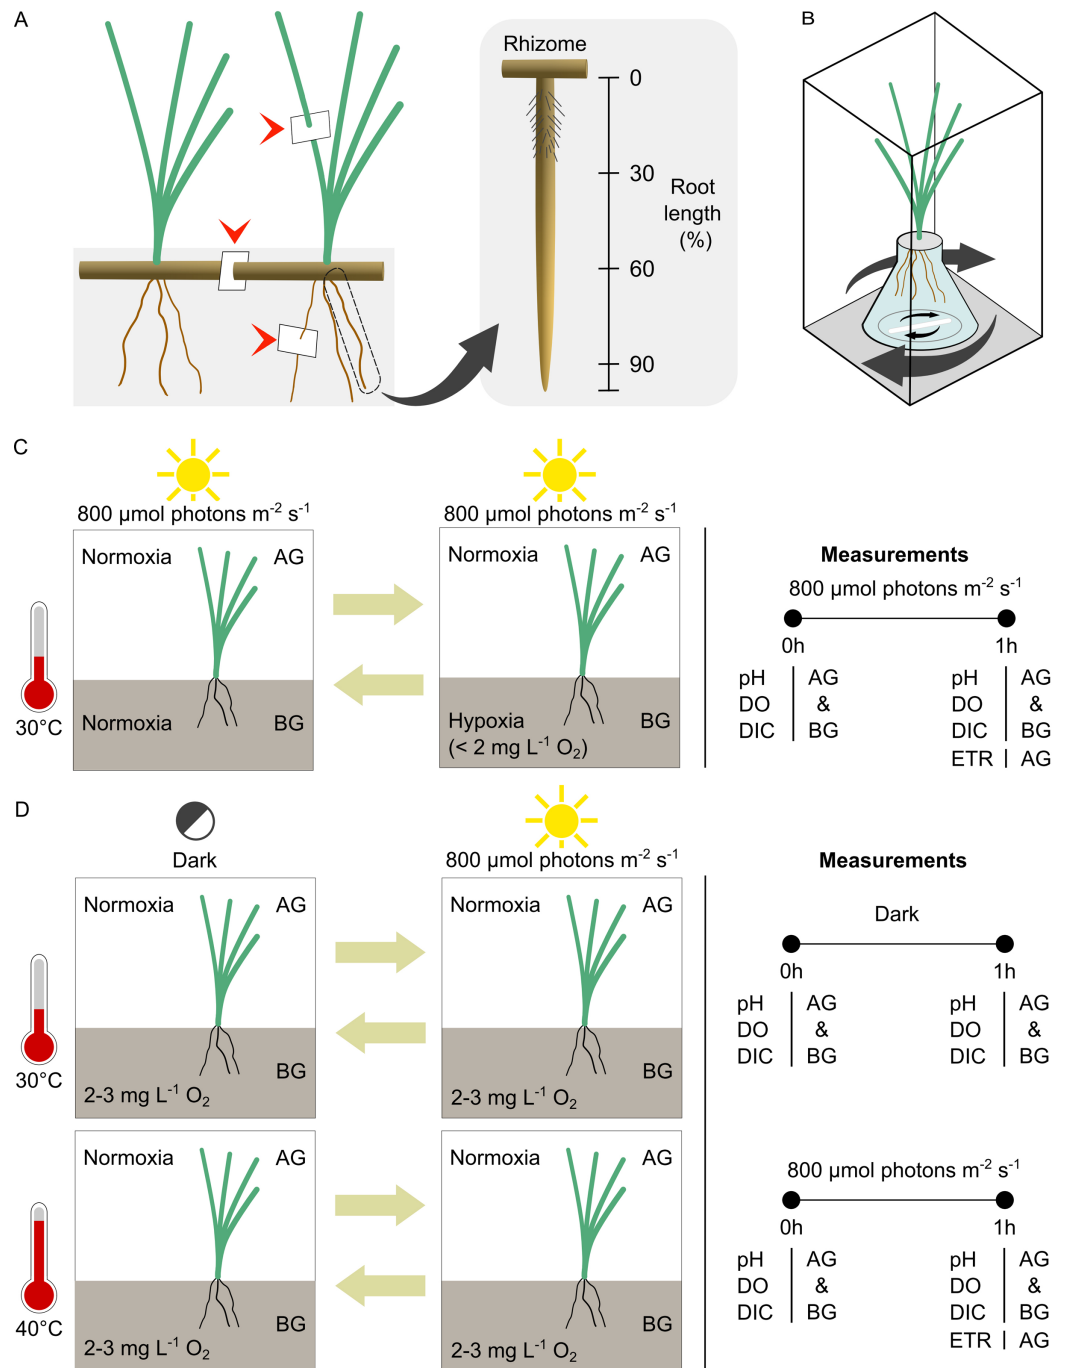 A
Rhizome
0
30
Root
length
(%)
60
90
B
C
800 µmol photons m⁻² s⁻¹
800 µmol photons m⁻² s⁻¹
Normoxia
AG
Normoxia
AG
Measurements
800 µmol photons m⁻² s⁻¹
0h
1h
pH
DO
DIC
AG
&
BG
pH
DO
DIC
AG
&
BG
ETR
AG
30°C
Normoxia
BG
Hypoxia
BG
(< 2 mg L⁻¹ O₂)
D
Dark
800 µmol photons m⁻² s⁻¹
Measurements
Normoxia
AG
Normoxia
AG
Dark
0h
1h
pH
DO
DIC
AG
&
BG
pH
DO
DIC
AG
&
BG
30°C
BG
2-3 mg L⁻¹ O₂
BG
2-3 mg L⁻¹ O₂
Normoxia
AG
Normoxia
AG
800 µmol photons m⁻² s⁻¹
0h
1h
pH
DO
DIC
AG
&
BG
pH
DO
DIC
AG
&
BG
ETR
AG
40°C
BG
2-3 mg L⁻¹ O₂
BG
2-3 mg L⁻¹ O₂